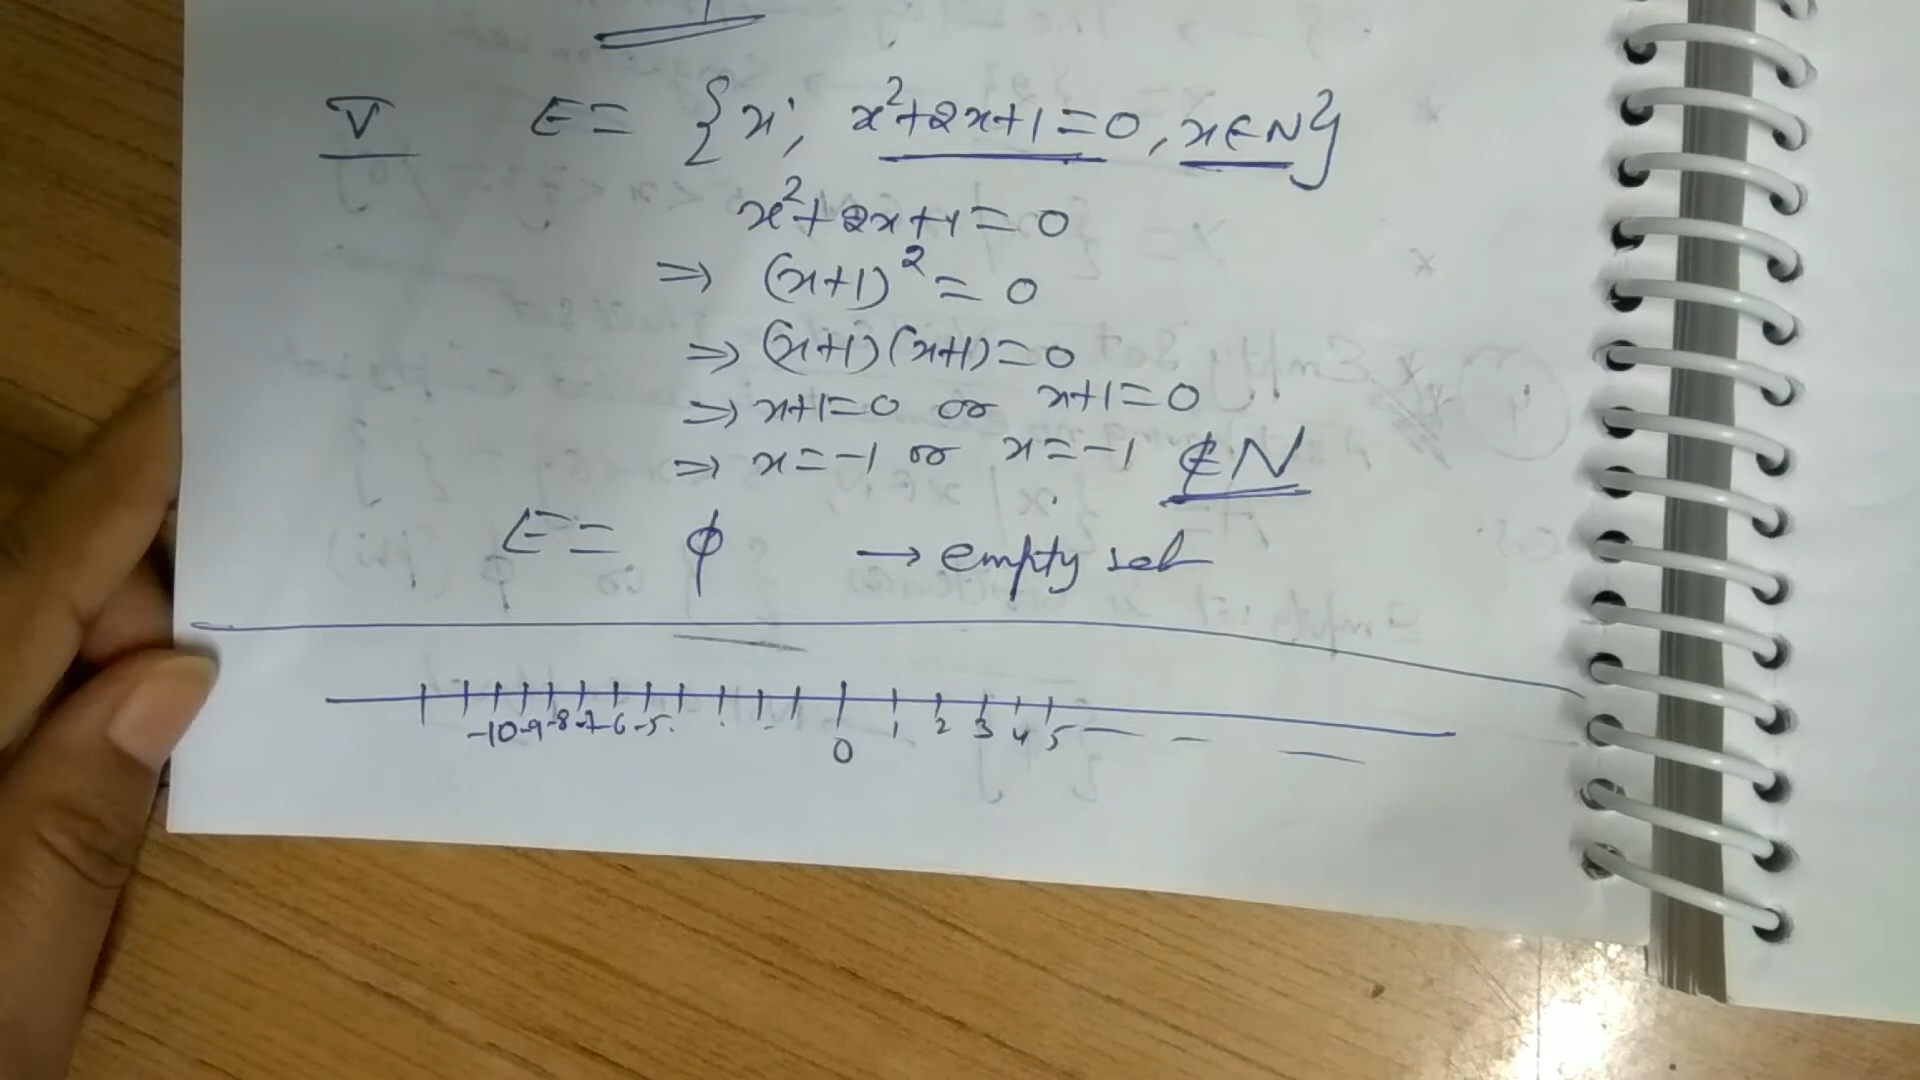 V E = {x; x²+2x+1=0, x∈N}
x²+2x+1=0
⇒ (x+1)² = 0
⇒ (x+1)(x+1)=0
⇒ x+1=0 or x+1=0
⇒ x=-1 or x=-1 ∉N
E= ϕ → empty set
-10 -9 -8 -7 -6 -5 . . - 0 1 2 3 4 5 — — —